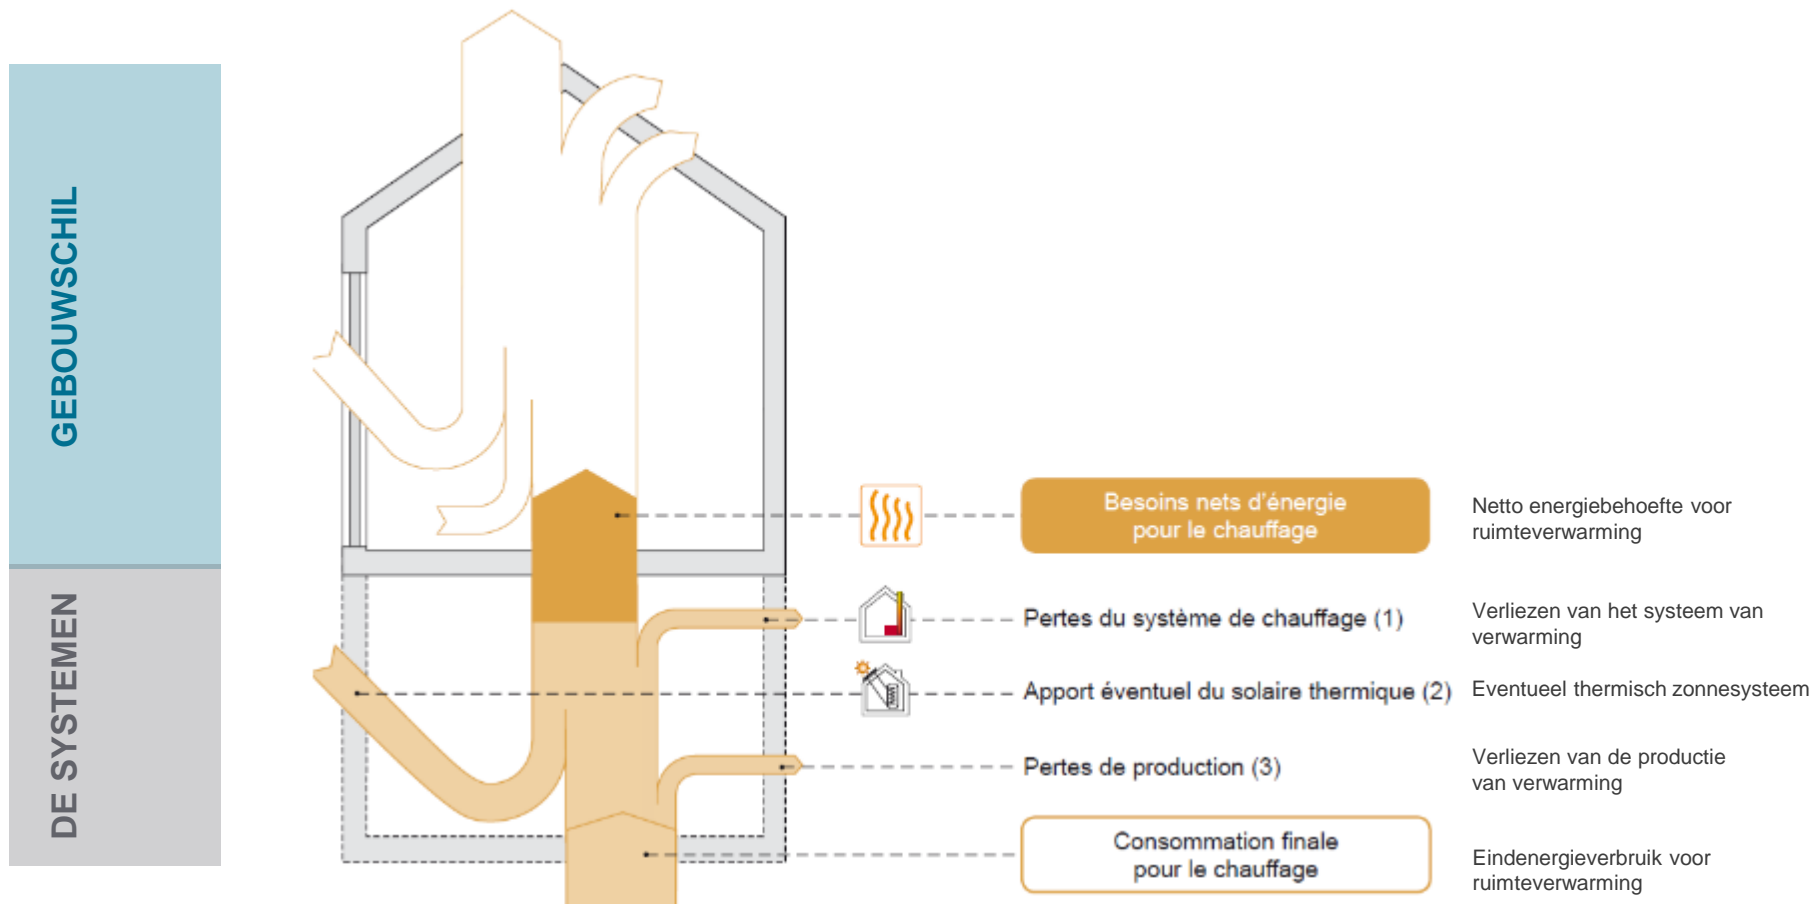 GEBOUWSCHIL
DE SYSTEMEN
Besoins nets d'énergie
pour le chauffage
Netto energiebehoefte voor
ruimteverwarming
Pertes du système de chauffage (1)
Verliezen van het systeem van
verwarming
Apport éventuel du solaire thermique (2)
Eventueel thermisch zonnesysteem
Pertes de production (3)
Verliezen van de productie
van verwarming
Consommation finale
pour le chauffage
Eindenergieverbruik voor
ruimteverwarming